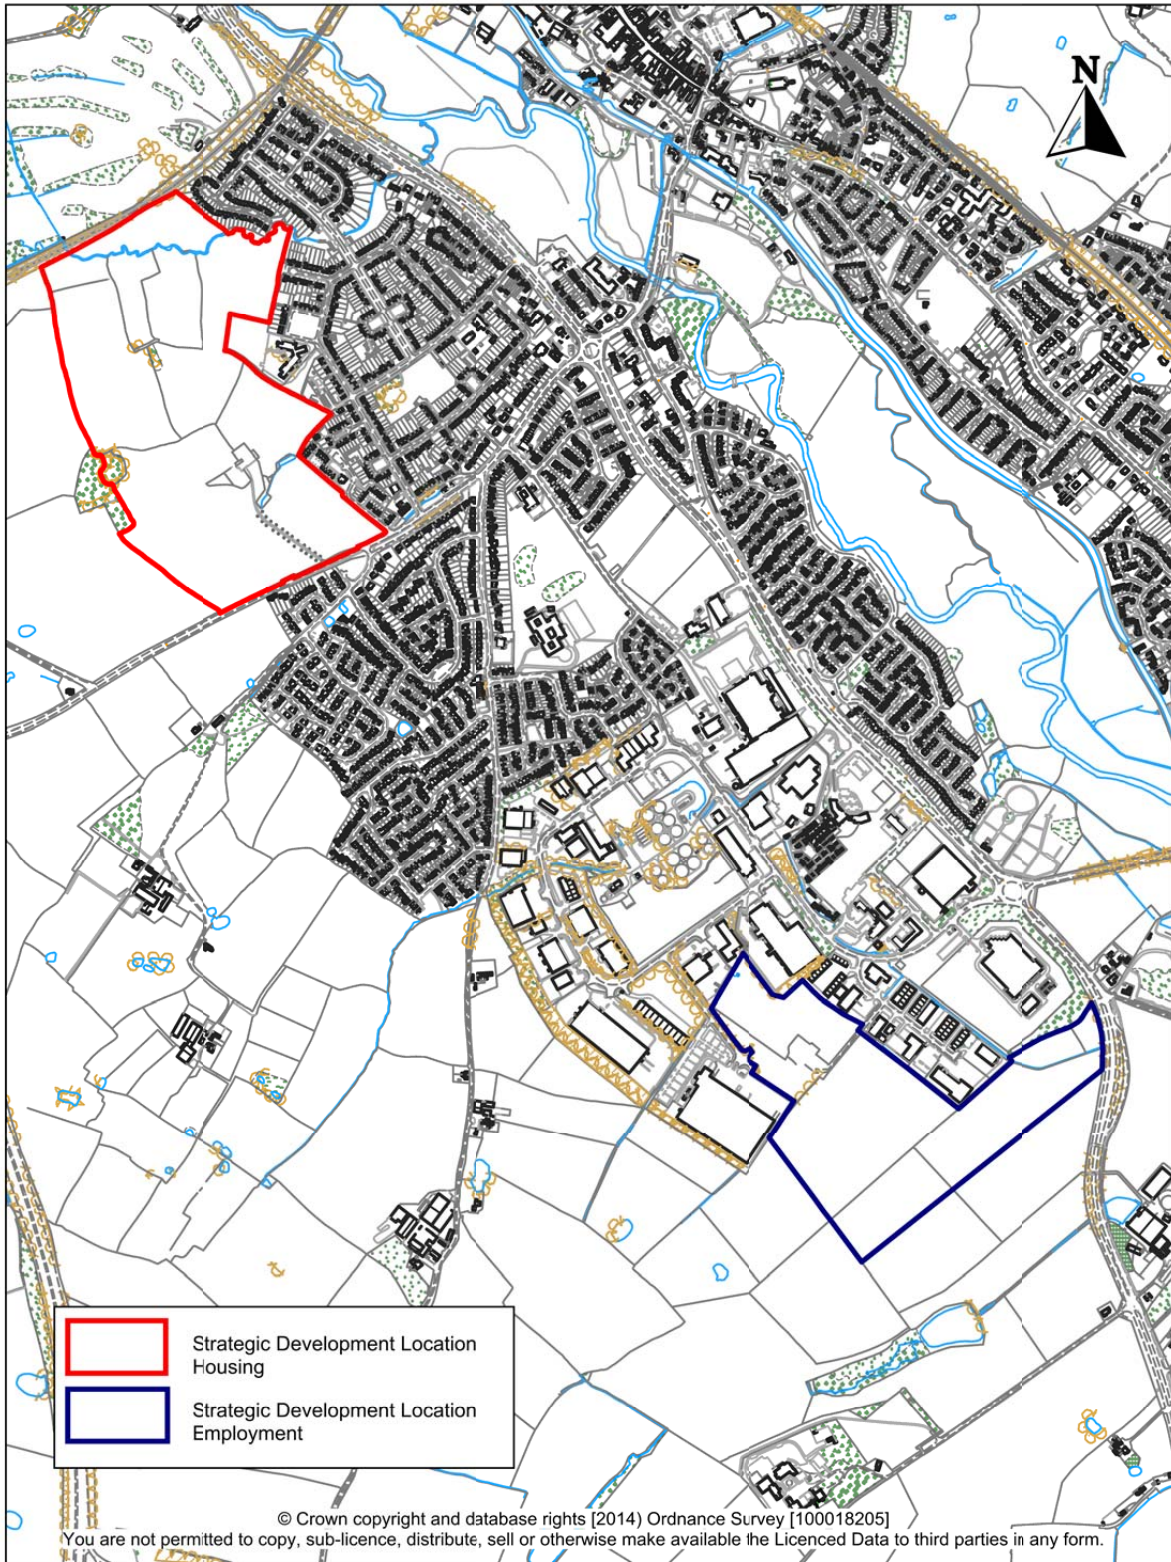 N
Strategic Development Location
Housing
Strategic Development Location
Employment
© Crown copyright and database rights [2014) Ordnance Survey [100018205]
You are not permitted to copy, sub-licence, distribute, sell or otherwise make available the Licenced Data to third parties in any form.